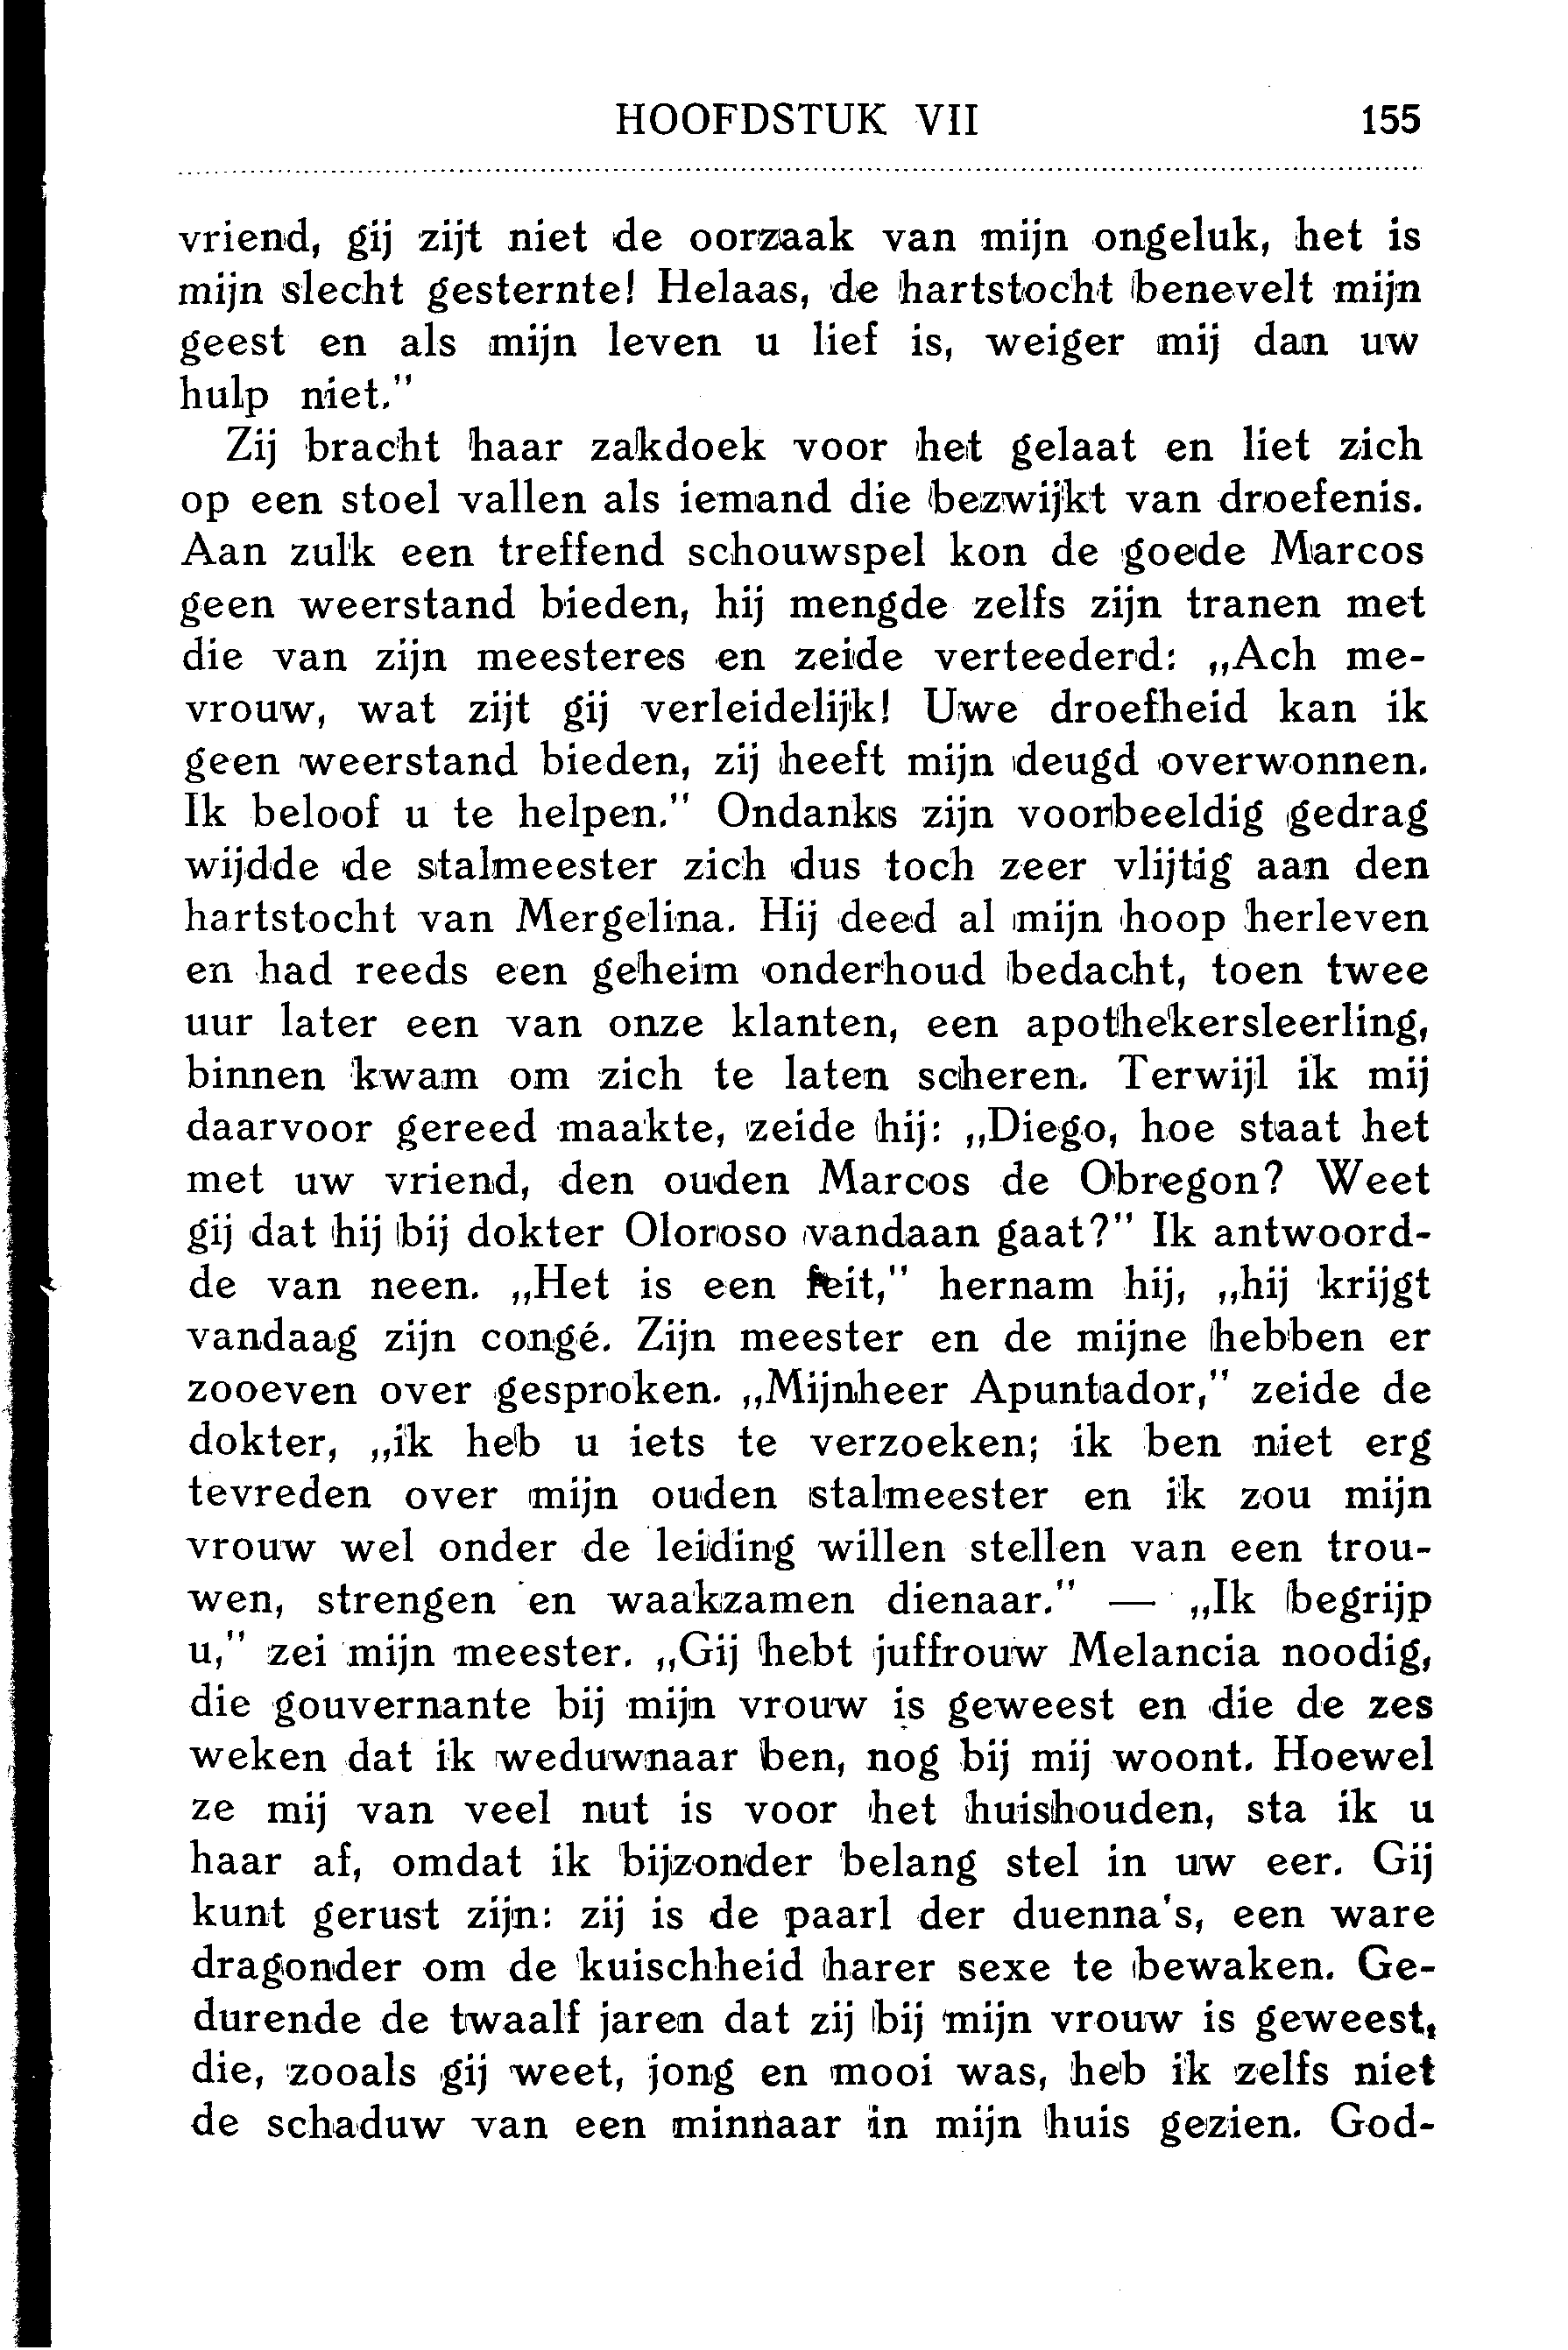 HOOFDSTUK VII 155
vriend, gij zijt niet de oorzaak van mijn ongeluk, het is
mijn slecht gesternte! Helaas, de hartstocht benevelt mijn
geest en als mijn leven u lief is, weiger mij dan uw
hulp niet."
Zij bracht haar zakdoek voor het gelaat en liet zich
op een stoel vallen als iemand die bezwijkt van droefenis.
Aan zulk een treffend schouwspel kon de goede Marcos
geen weerstand bieden, hij mengde zelfs zijn tranen met
die van zijn meesteres en zeide verteederd: „Ach me-
vrouw, wat zijt gij verleidelijk! Uwe droefheid kan ik
geen weerstand bieden, zij heeft mijn deugd overwonnen.
Ik beloof u te helpen." Ondanks zijn voorbeeldig gedrag
wijdde de stalmeester zich dus toch zeer vlijtig aan den
hartstocht van Mergelina. Hij deed al mijn hoop herleven
en had reeds een geheim onderhoud bedacht, toen twee
uur later een van onze klanten, een apothekersleerling,
binnen kwam om zich te laten scheren. Terwijl ik mij
daarvoor gereed maakte, zeide hij: „Diego, hoe staat het
met uw vriend, den ouden Marcos de Obregon? Weet
gij dat hij bij dokter Oloroso vandaan gaat?" Ik antwoord-
de van neen. „Het is een feit," hernam hij, „hij krijgt
vandaag zijn congé. Zijn meester en de mijne hebben er
zooeven over gesproken. „Mijnheer Apuntador," zeide de
dokter, „ik heb u iets te verzoeken; ik ben niet erg
tevreden over mijn ouden stalmeester en ik zou mijn
vrouw wel onder de leiding willen stellen van een trou-
wen, strengen en waakzamen dienaar." — „Ik begrijp
u," zei mijn meester. „Gij hebt juffrouw Melancia noodig,
die gouvernante bij mijn vrouw is geweest en die de zes
weken dat ik weduwnaar ben, nog bij mij woont. Hoewel
ze mij van veel nut is voor het huishouden, sta ik u
haar af, omdat ik bijzonder belang stel in uw eer. Gij
kunt gerust zijn: zij is de paarl der duenna's, een ware
dragonder om de kuischheid harer sexe te bewaken. Ge-
durende de twaalf jaren dat zij bij mijn vrouw is geweest,
die, zooals gij weet, jong en mooi was, heb ik zelfs niet
de schaduw van een minnaar in mijn huis gezien. God-